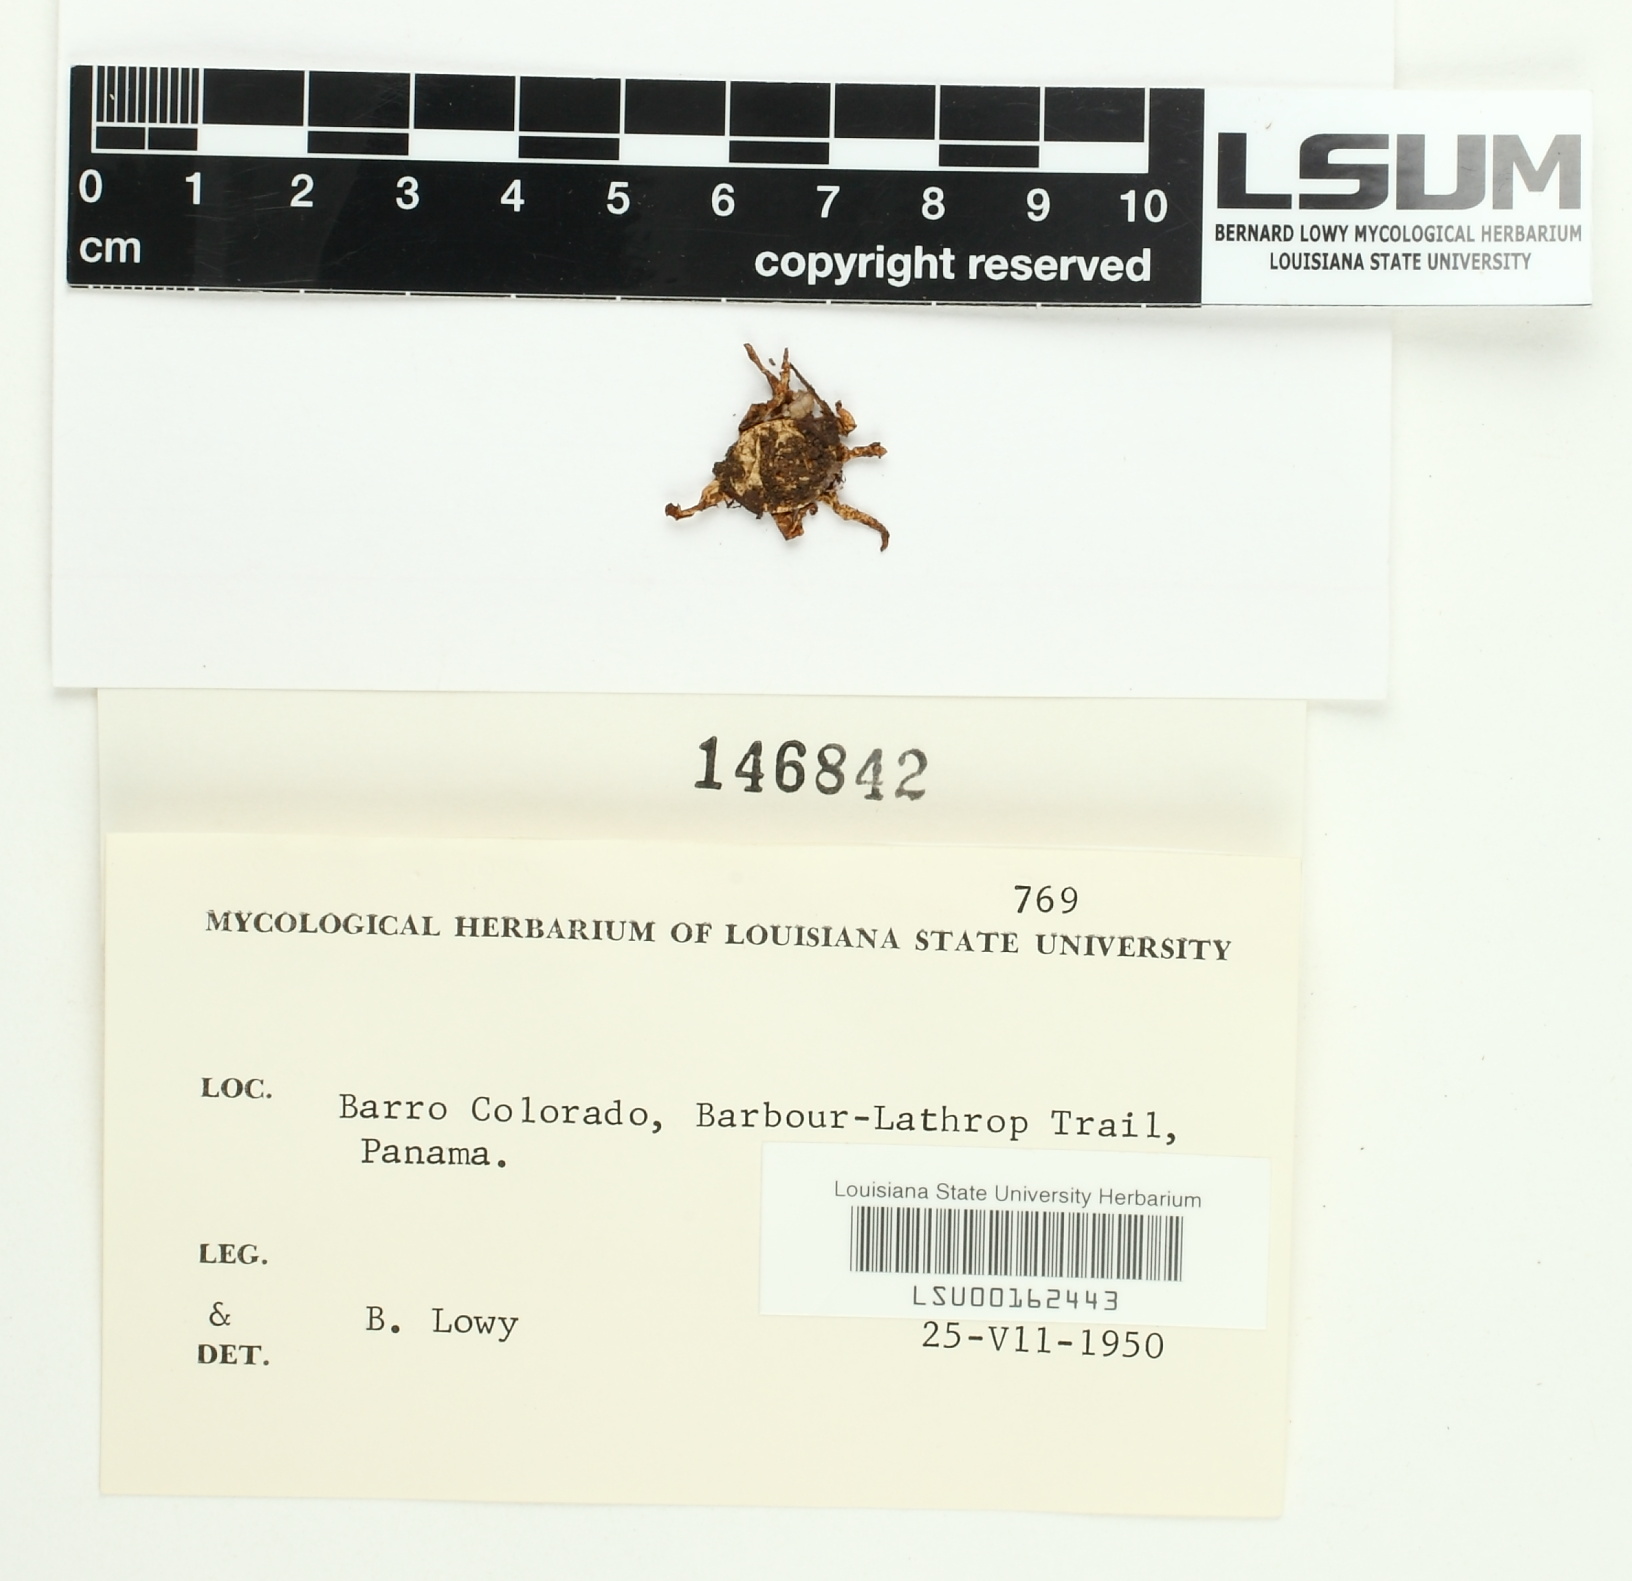 0 1 2 3 4 5 6 7 8 9 10
cm
copyright reserved
LSUM
BERNARD LOWY MYCOLOGICAL HERBARIUM
LOUISIANA STATE UNIVERSITY
146842
769
MYCOLOGICAL HERBARIUM OF LOUISIANA STATE UNIVERSITY
LOC. Barro Colorado, Barbour-Lathrop Trail,
Panama.
Louisiana State University Herbarium
LSU00162443
LEG.
& B. Lowy 25-V11-1950
DET.